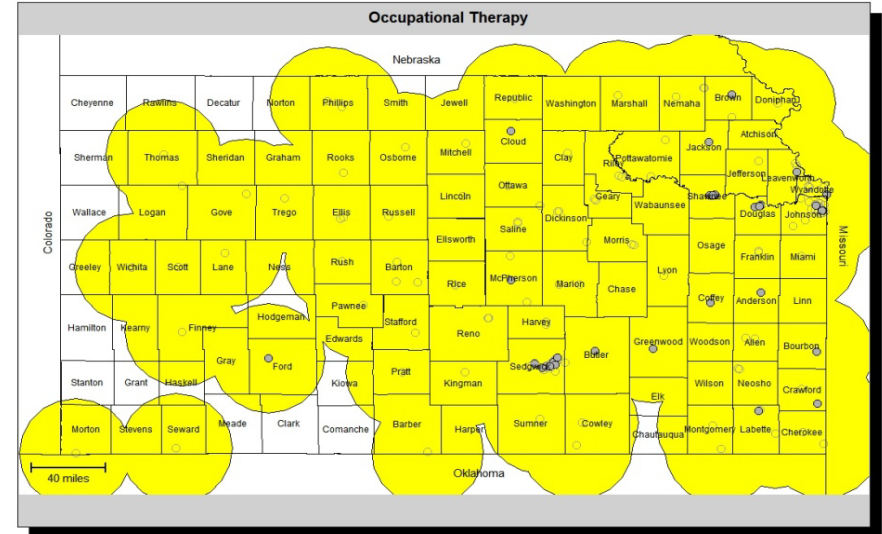 Occupational Therapy
Nebraska
Cheyenne Rawlins Decatur Norton Phillips Smith Jewell Republic Washington Marshall Nemaha Brown Doniphan
Sherman Thomas Sheridan Graham Rooks Osborne Mitchell Cloud Clay Riley Pottawatomie Jackson Atchison
Jefferson Leavenworth
Wyandotte
Wallace Logan Gove Trego Ellis Russell Lincoln Ottawa Dickinson Geary Wabaunsee Shawnee Douglas Johnson
Colorado
Missouri
Ellsworth Saline Morris Osage Franklin Miami
Greeley Wichita Scott Lane Ness Rush Barton Rice McPherson Marion Chase Lyon Coffey Anderson Linn
Hamilton Kearny Finney Hodgeman Pawnee Stafford Reno Harvey
Gray Ford Edwards Sedgwick Butler Greenwood Woodson Allen Bourbon
Stanton Grant Haskell Kiowa Pratt Kingman Elk Wilson Neosho Crawford
Morton Stevens Seward Meade Clark Comanche Barber Harper Sumner Cowley Chautauqua Montgomery Labette Cherokee
Oklahoma
40 miles